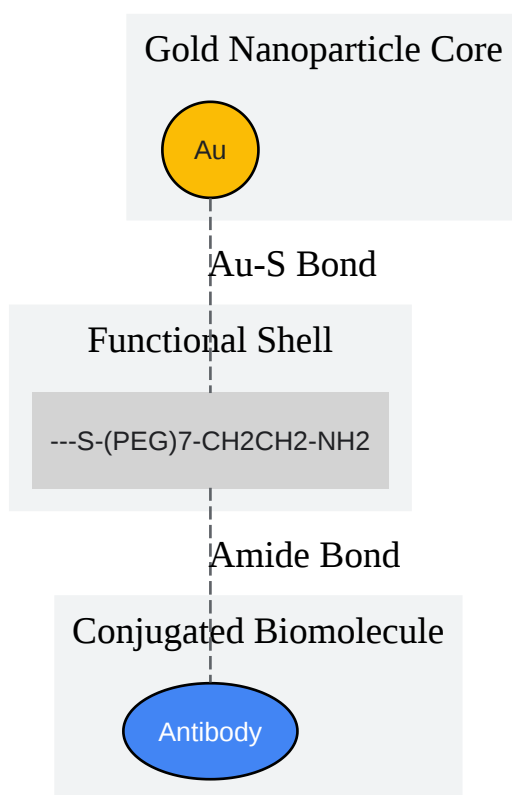 Gold Nanoparticle Core
Au
Au-S Bond
Functional Shell
---S-(PEG)7-CH2CH2-NH2
Amide Bond
Conjugated Biomolecule
Antibody